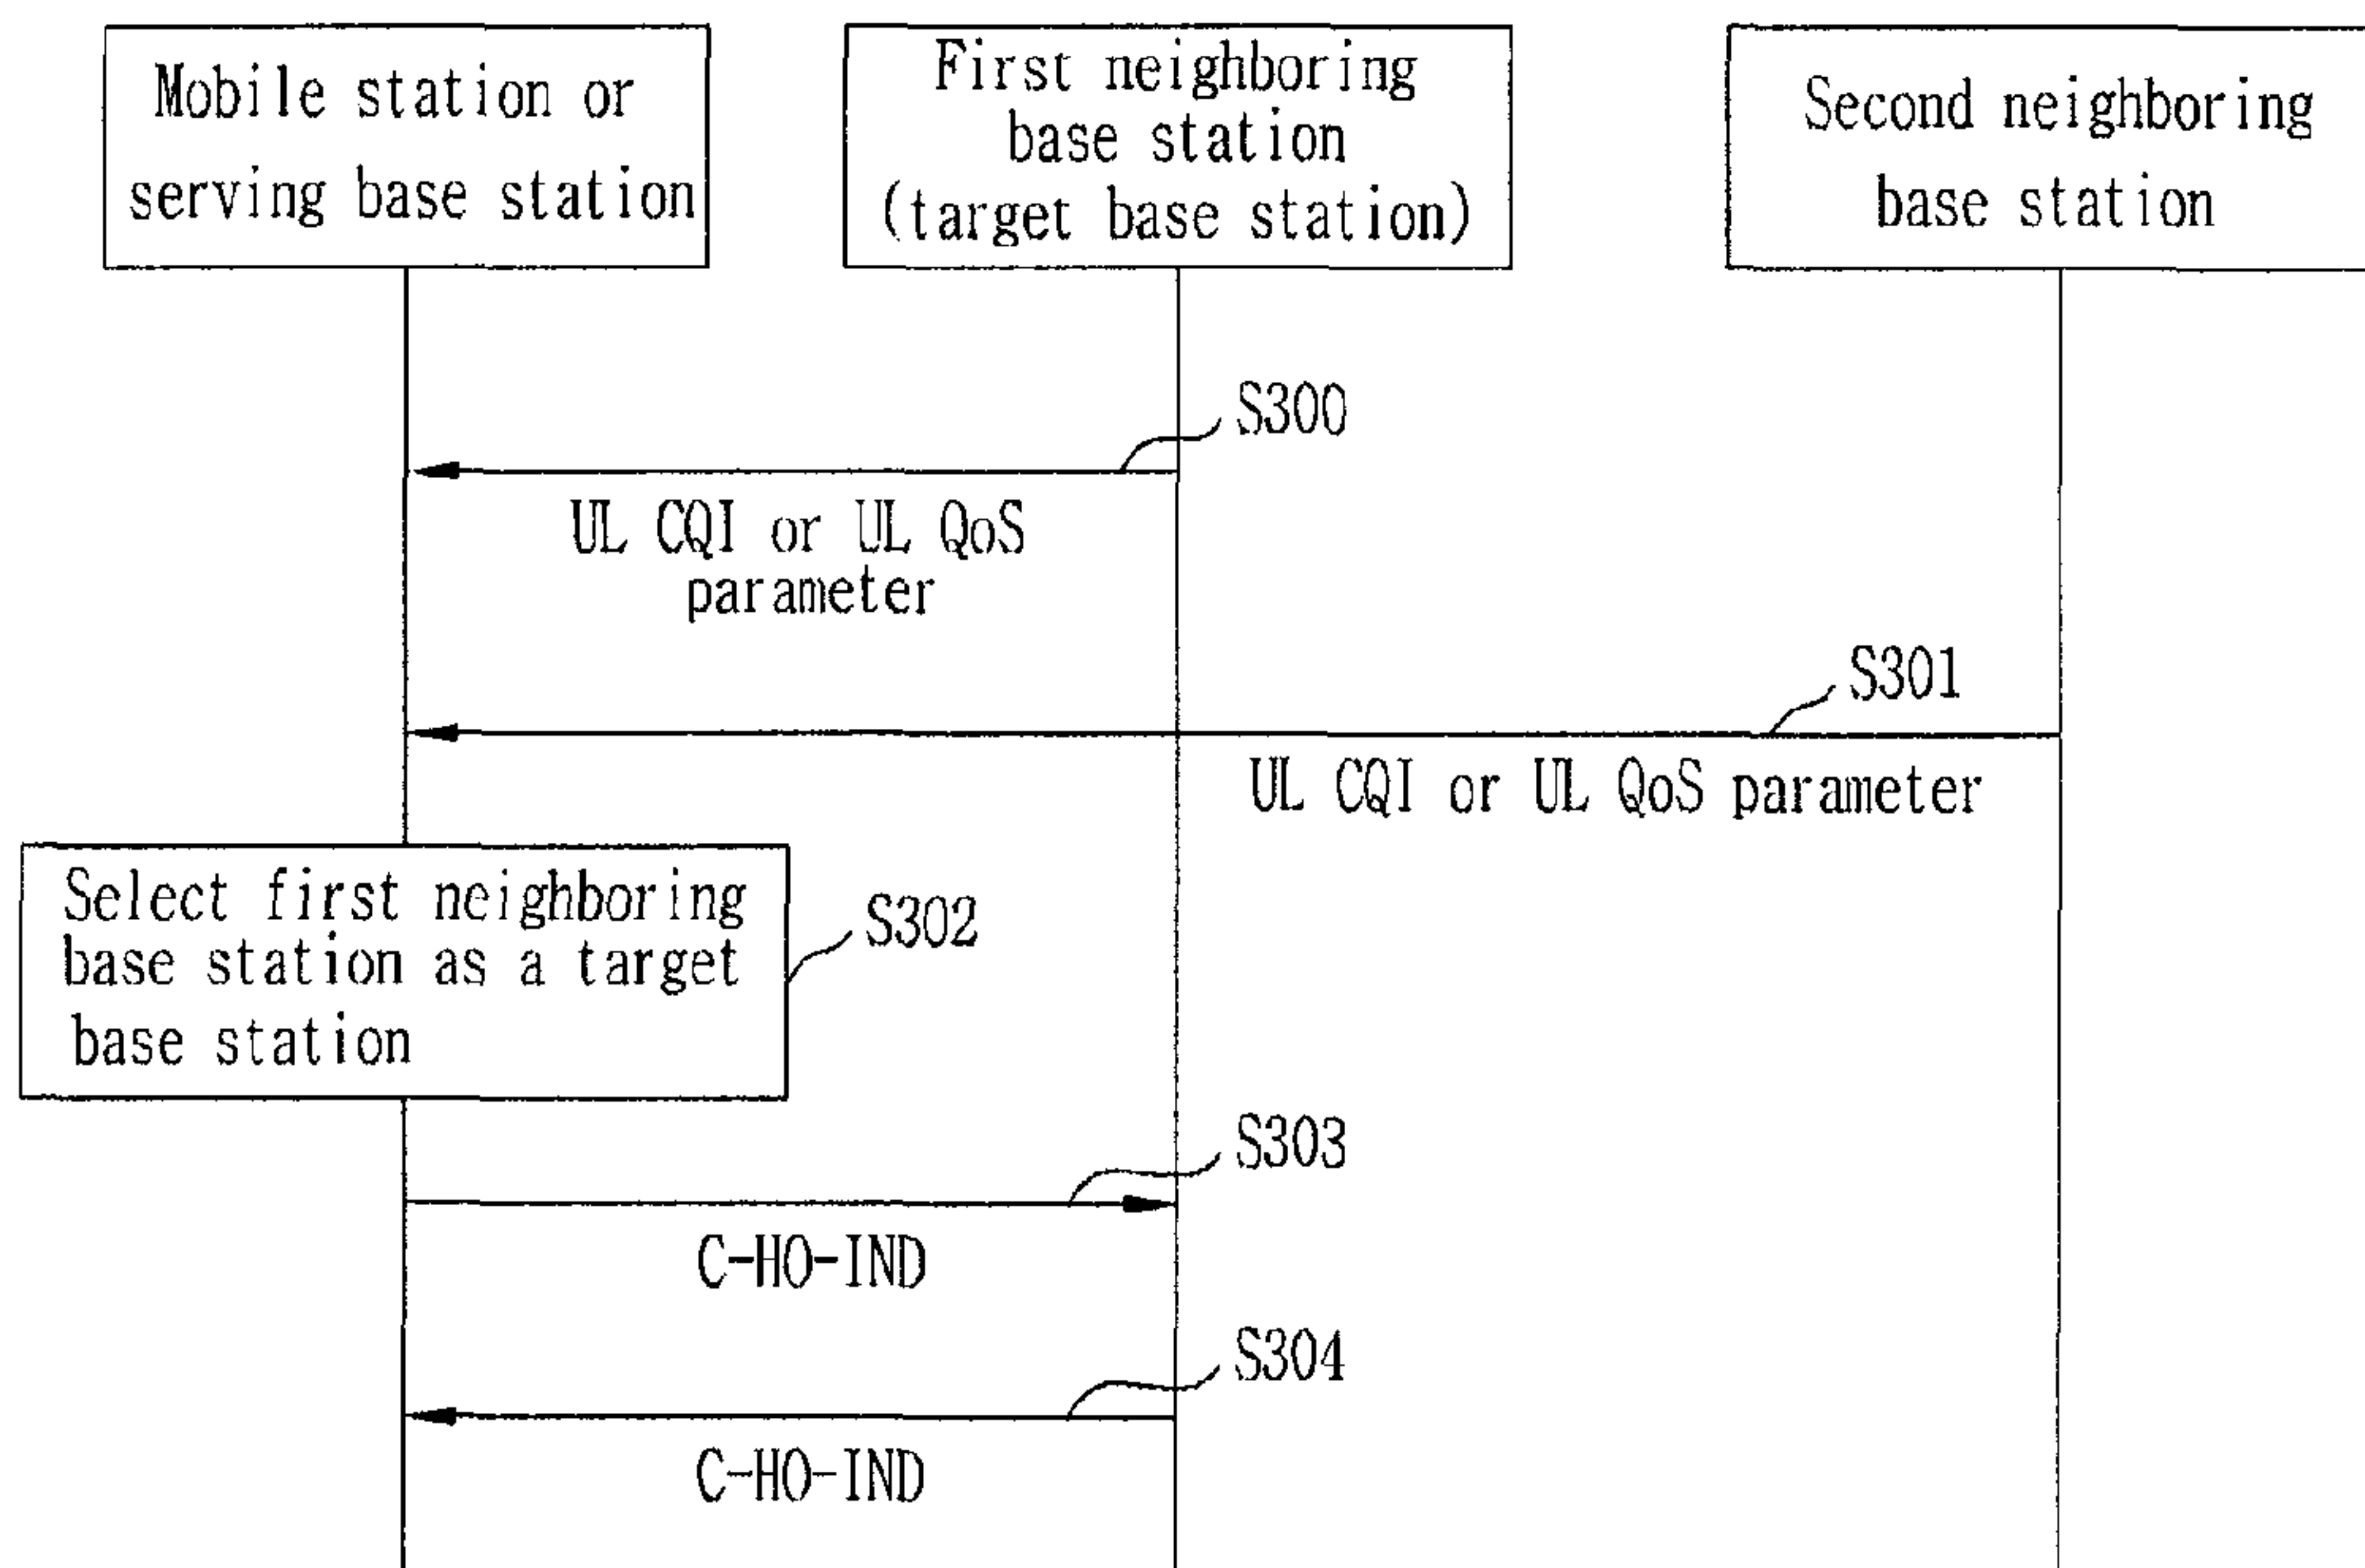 Mobile station or
serving base station
First neighboring
base station
(target base station)
Second neighboring
base station
S300
UL CQI or UL QoS
parameter
S301
UL CQI or UL QoS parameter
Select first neighboring
base station as a target
base station
S302
S303
C-HO-IND
S304
C-HO-IND